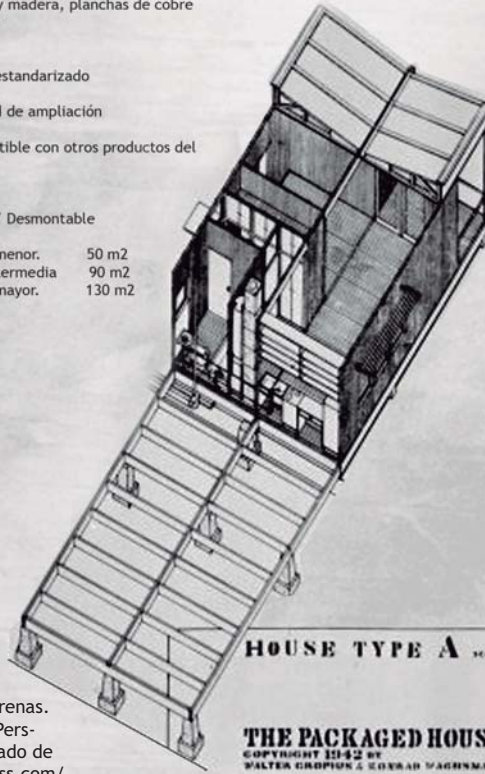 y madera, planchas de cobre
estandarizado
d de ampliación
tible con otros productos del
/ Desmontable
menor. 50 m2
ermedia 90 m2
mayor. 130 m2
HOUSE TYPE A
renas.
Pers-
ado de
ss.com/
THE PACKAGED HOUS
COPYRIGHT 1942 BY
WALTER GROPIUS & KONRAD WACHSMA